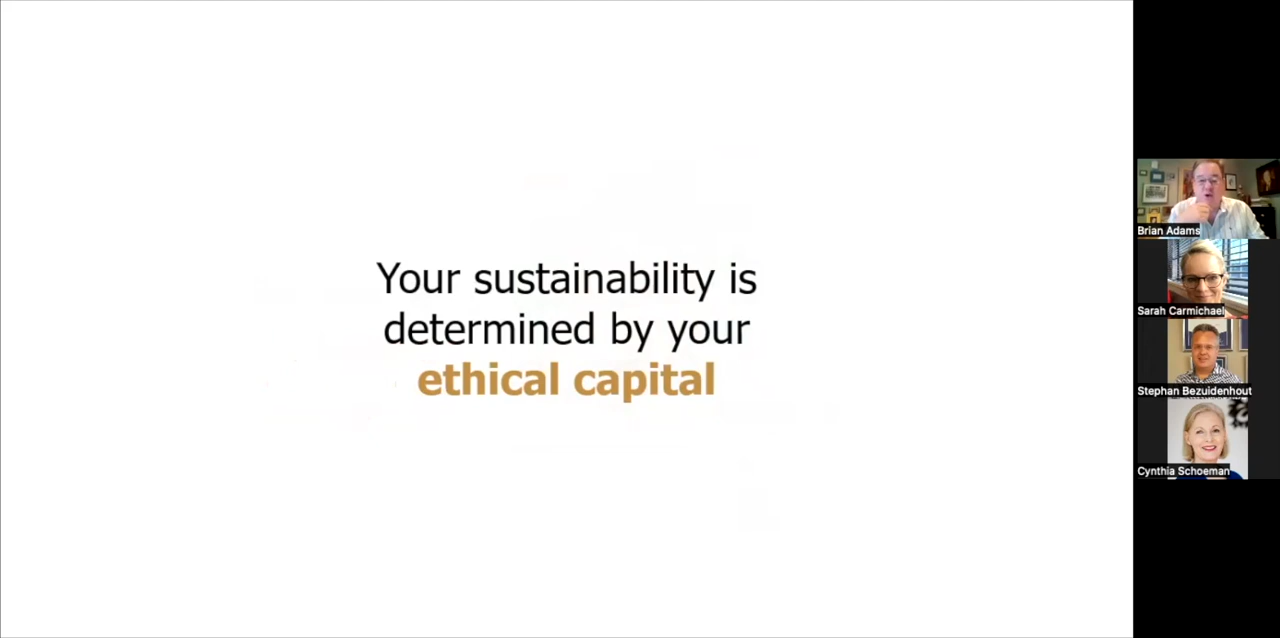 Your sustainability is
determined by your
ethical capital
Brian Adams
Sarah Carmichael
Stephan Bezuidenhout
Cynthia Schoeman